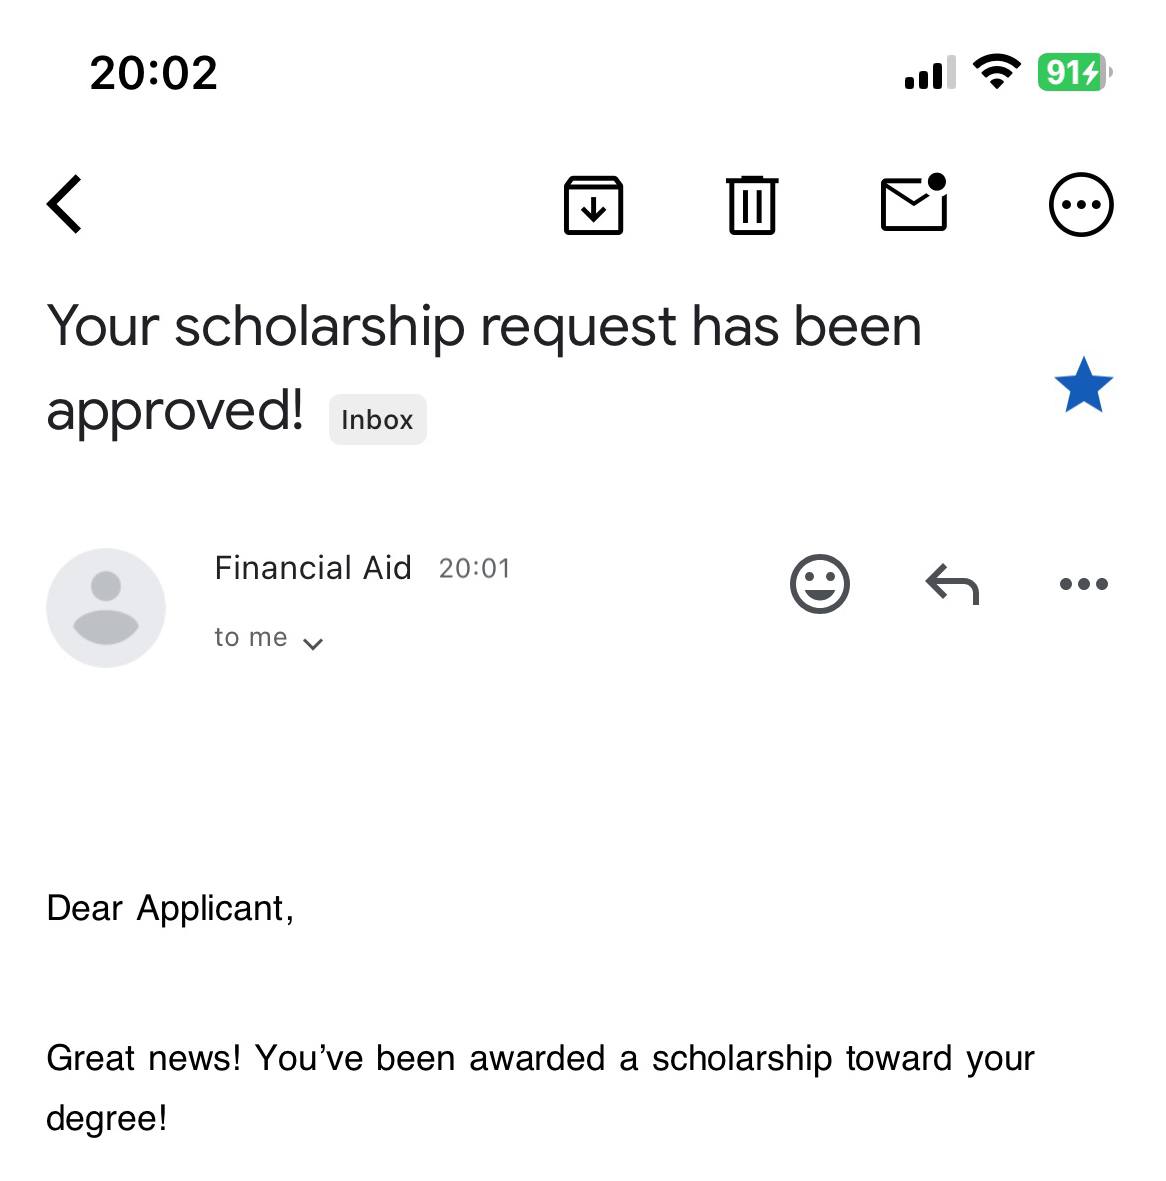 20:02
91
Your scholarship request has been
approved! Inbox
Financial Aid 20:01
to me
Dear Applicant,
Great news! You’ve been awarded a scholarship toward your
degree!